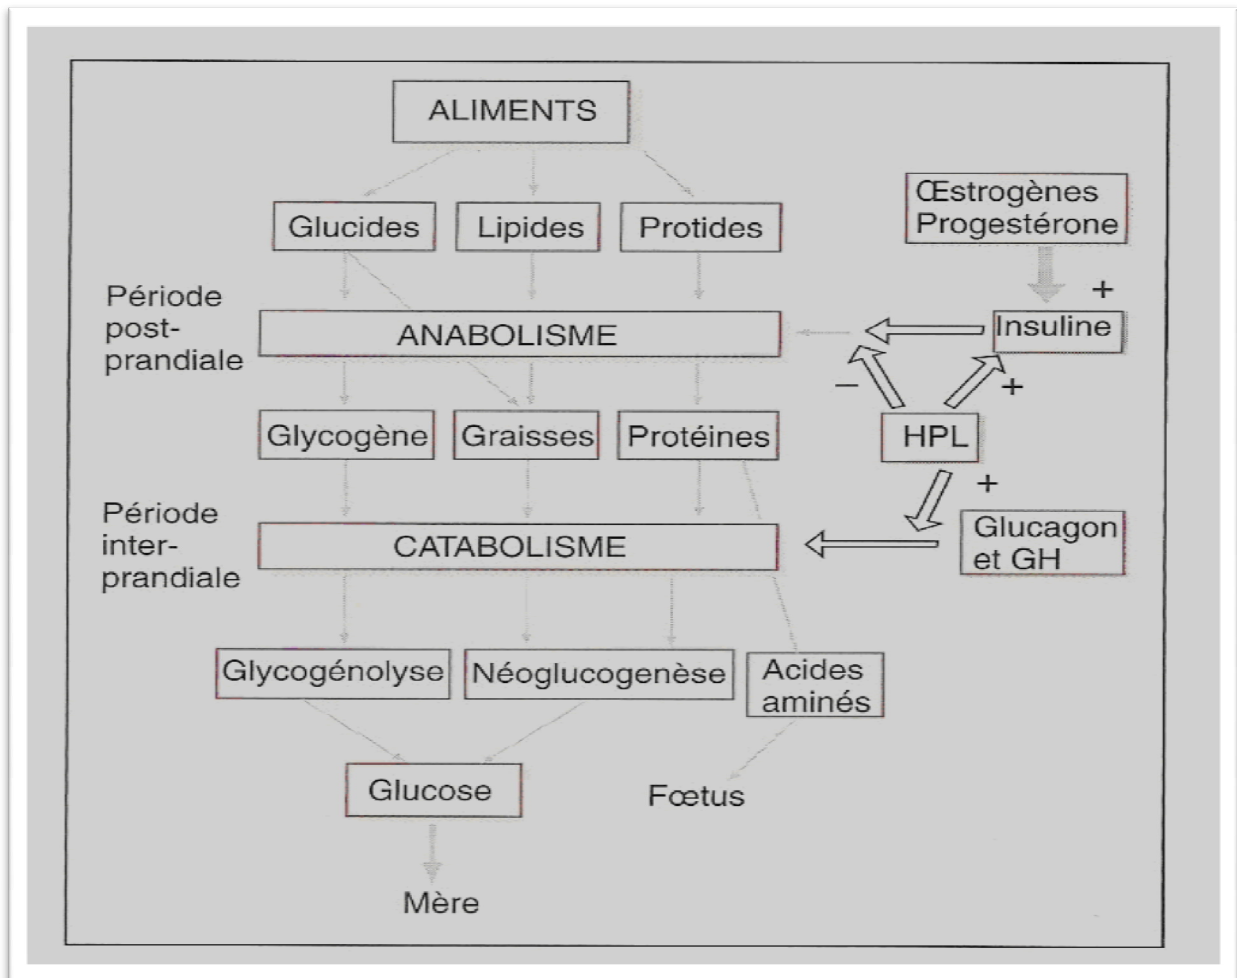 ALIMENTS
Glucides
Lipides
Protides
Œstrogènes
Progestérone
+
Période
post-
prandiale
ANABOLISME
Insuline
−
+
Glycogène
Graisses
Protéines
HPL
+
Période
inter-
prandiale
CATABOLISME
Glucagon
et GH
Glycogénolyse
Néoglucogenèse
Acides
aminés
Glucose
Fœtus
Mère